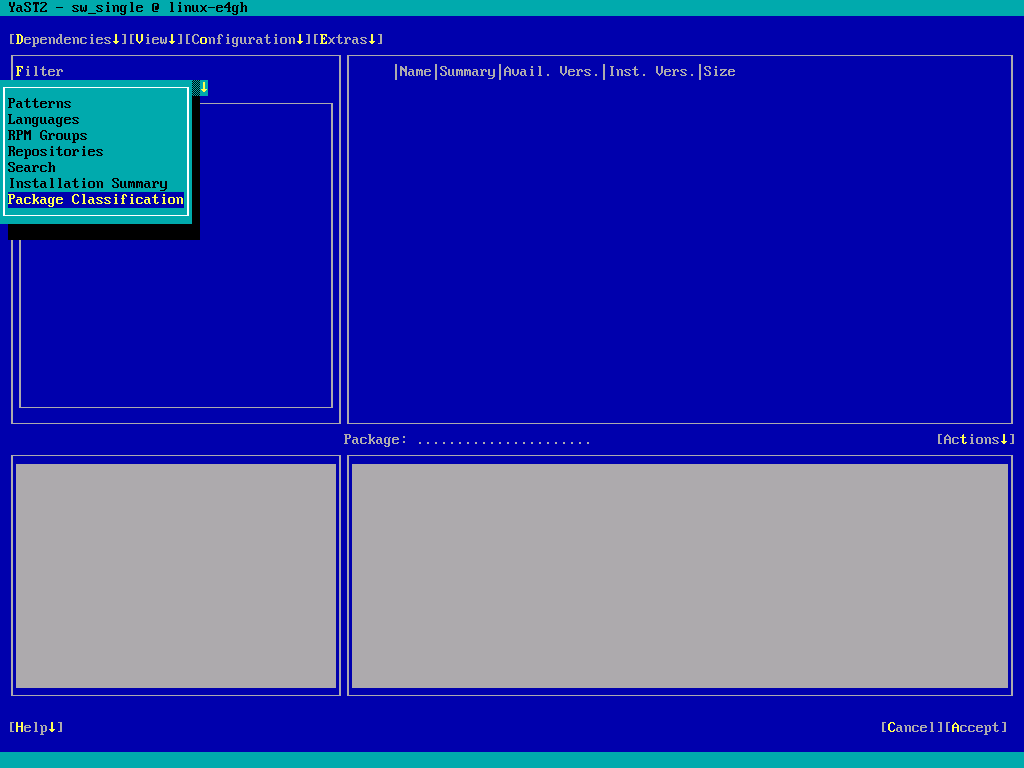 YaST2 - sw_single @ linux-e4gh
[Dependencies↓][View↓][Configuration↓][Extras↓]
Filter
|Name|Summary|Avail. Vers.|Inst. Vers.|Size
↓
Patterns
Languages
RPM Groups
Repositories
Search
Installation Summary
Package Classification
Package: ...................... [Actions↓]
[Help↓] [Cancel][Accept]